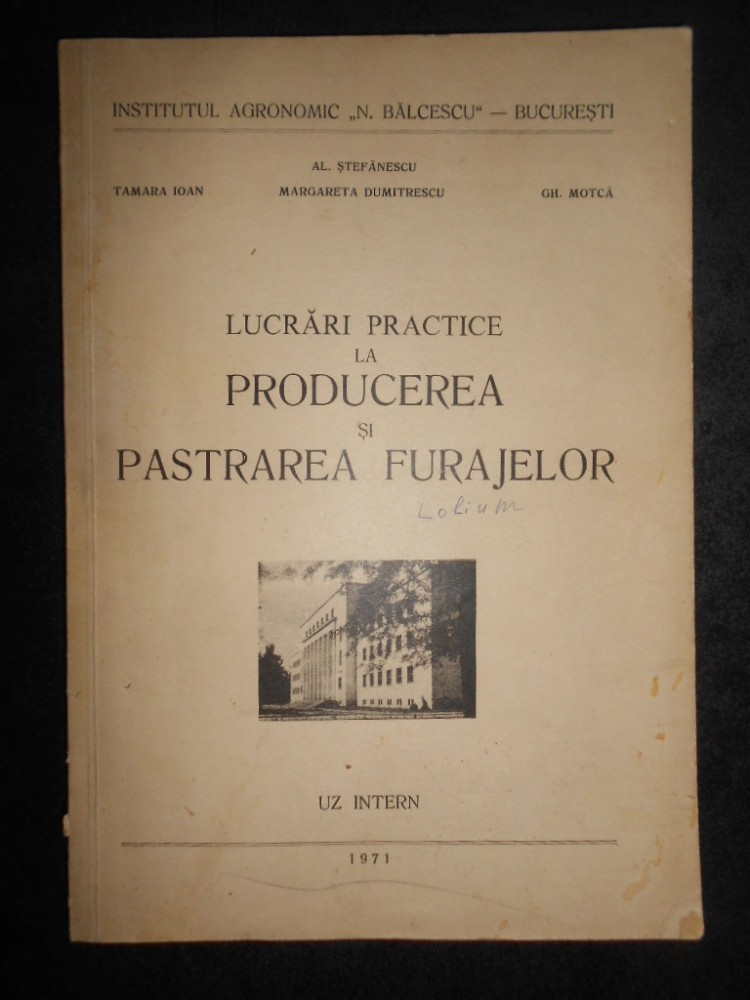 INSTITUTUL AGRONOMIC „N. BĂLCESCU“ — BUCUREȘTI
AL. ȘTEFĂNESCU
TAMARA IOAN MARGARETA DUMITRESCU GH. MOTCĂ
LUCRĂRI PRACTICE
LA
PRODUCEREA
ȘI
PASTRAREA FURAJELOR
Lolium
UZ INTERN
1971